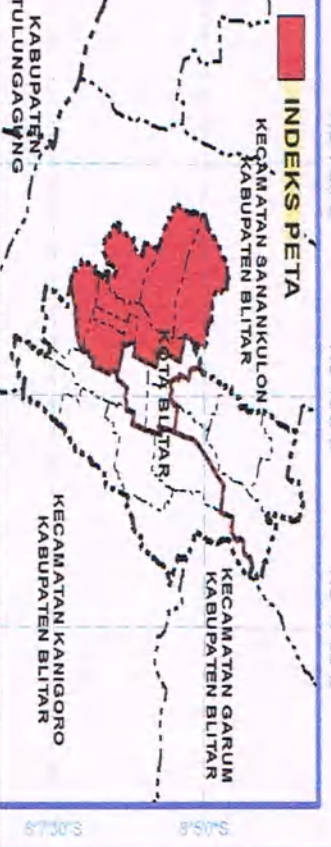 INDEKS PETA
KECAMATAN SANANKULON
KABUPATEN BLITAR
KABUPATEN
TULUNGAGUNG
KOTA BLITAR
KECAMATAN GARUM
KABUPATEN BLITAR
KECAMATAN KANIGORO
KABUPATEN BLITAR
8°7'30"S
8°5'0"S